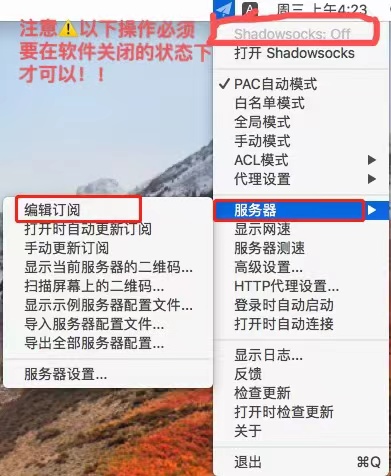 周三 上午4:23
注意⚠️以下操作必须
要在软件关闭的状态下
才可以！！
Shadowsocks: Off
打开 Shadowsocks
✓ PAC自动模式
白名单模式
全局模式
手动模式
ACL模式
代理设置
服务器
显示网速
服务器测速
高级设置...
HTTP代理设置...
登录时自动启动
打开时自动连接
显示日志...
反馈
检查更新
打开时检查更新
关于
退出 ⌘Q
编辑订阅
打开时自动更新订阅
手动更新订阅
显示当前服务器的二维码...
扫描屏幕上的二维码...
显示示例服务器配置文件...
导入服务器配置文件...
导出全部服务器配置...
服务器设置...